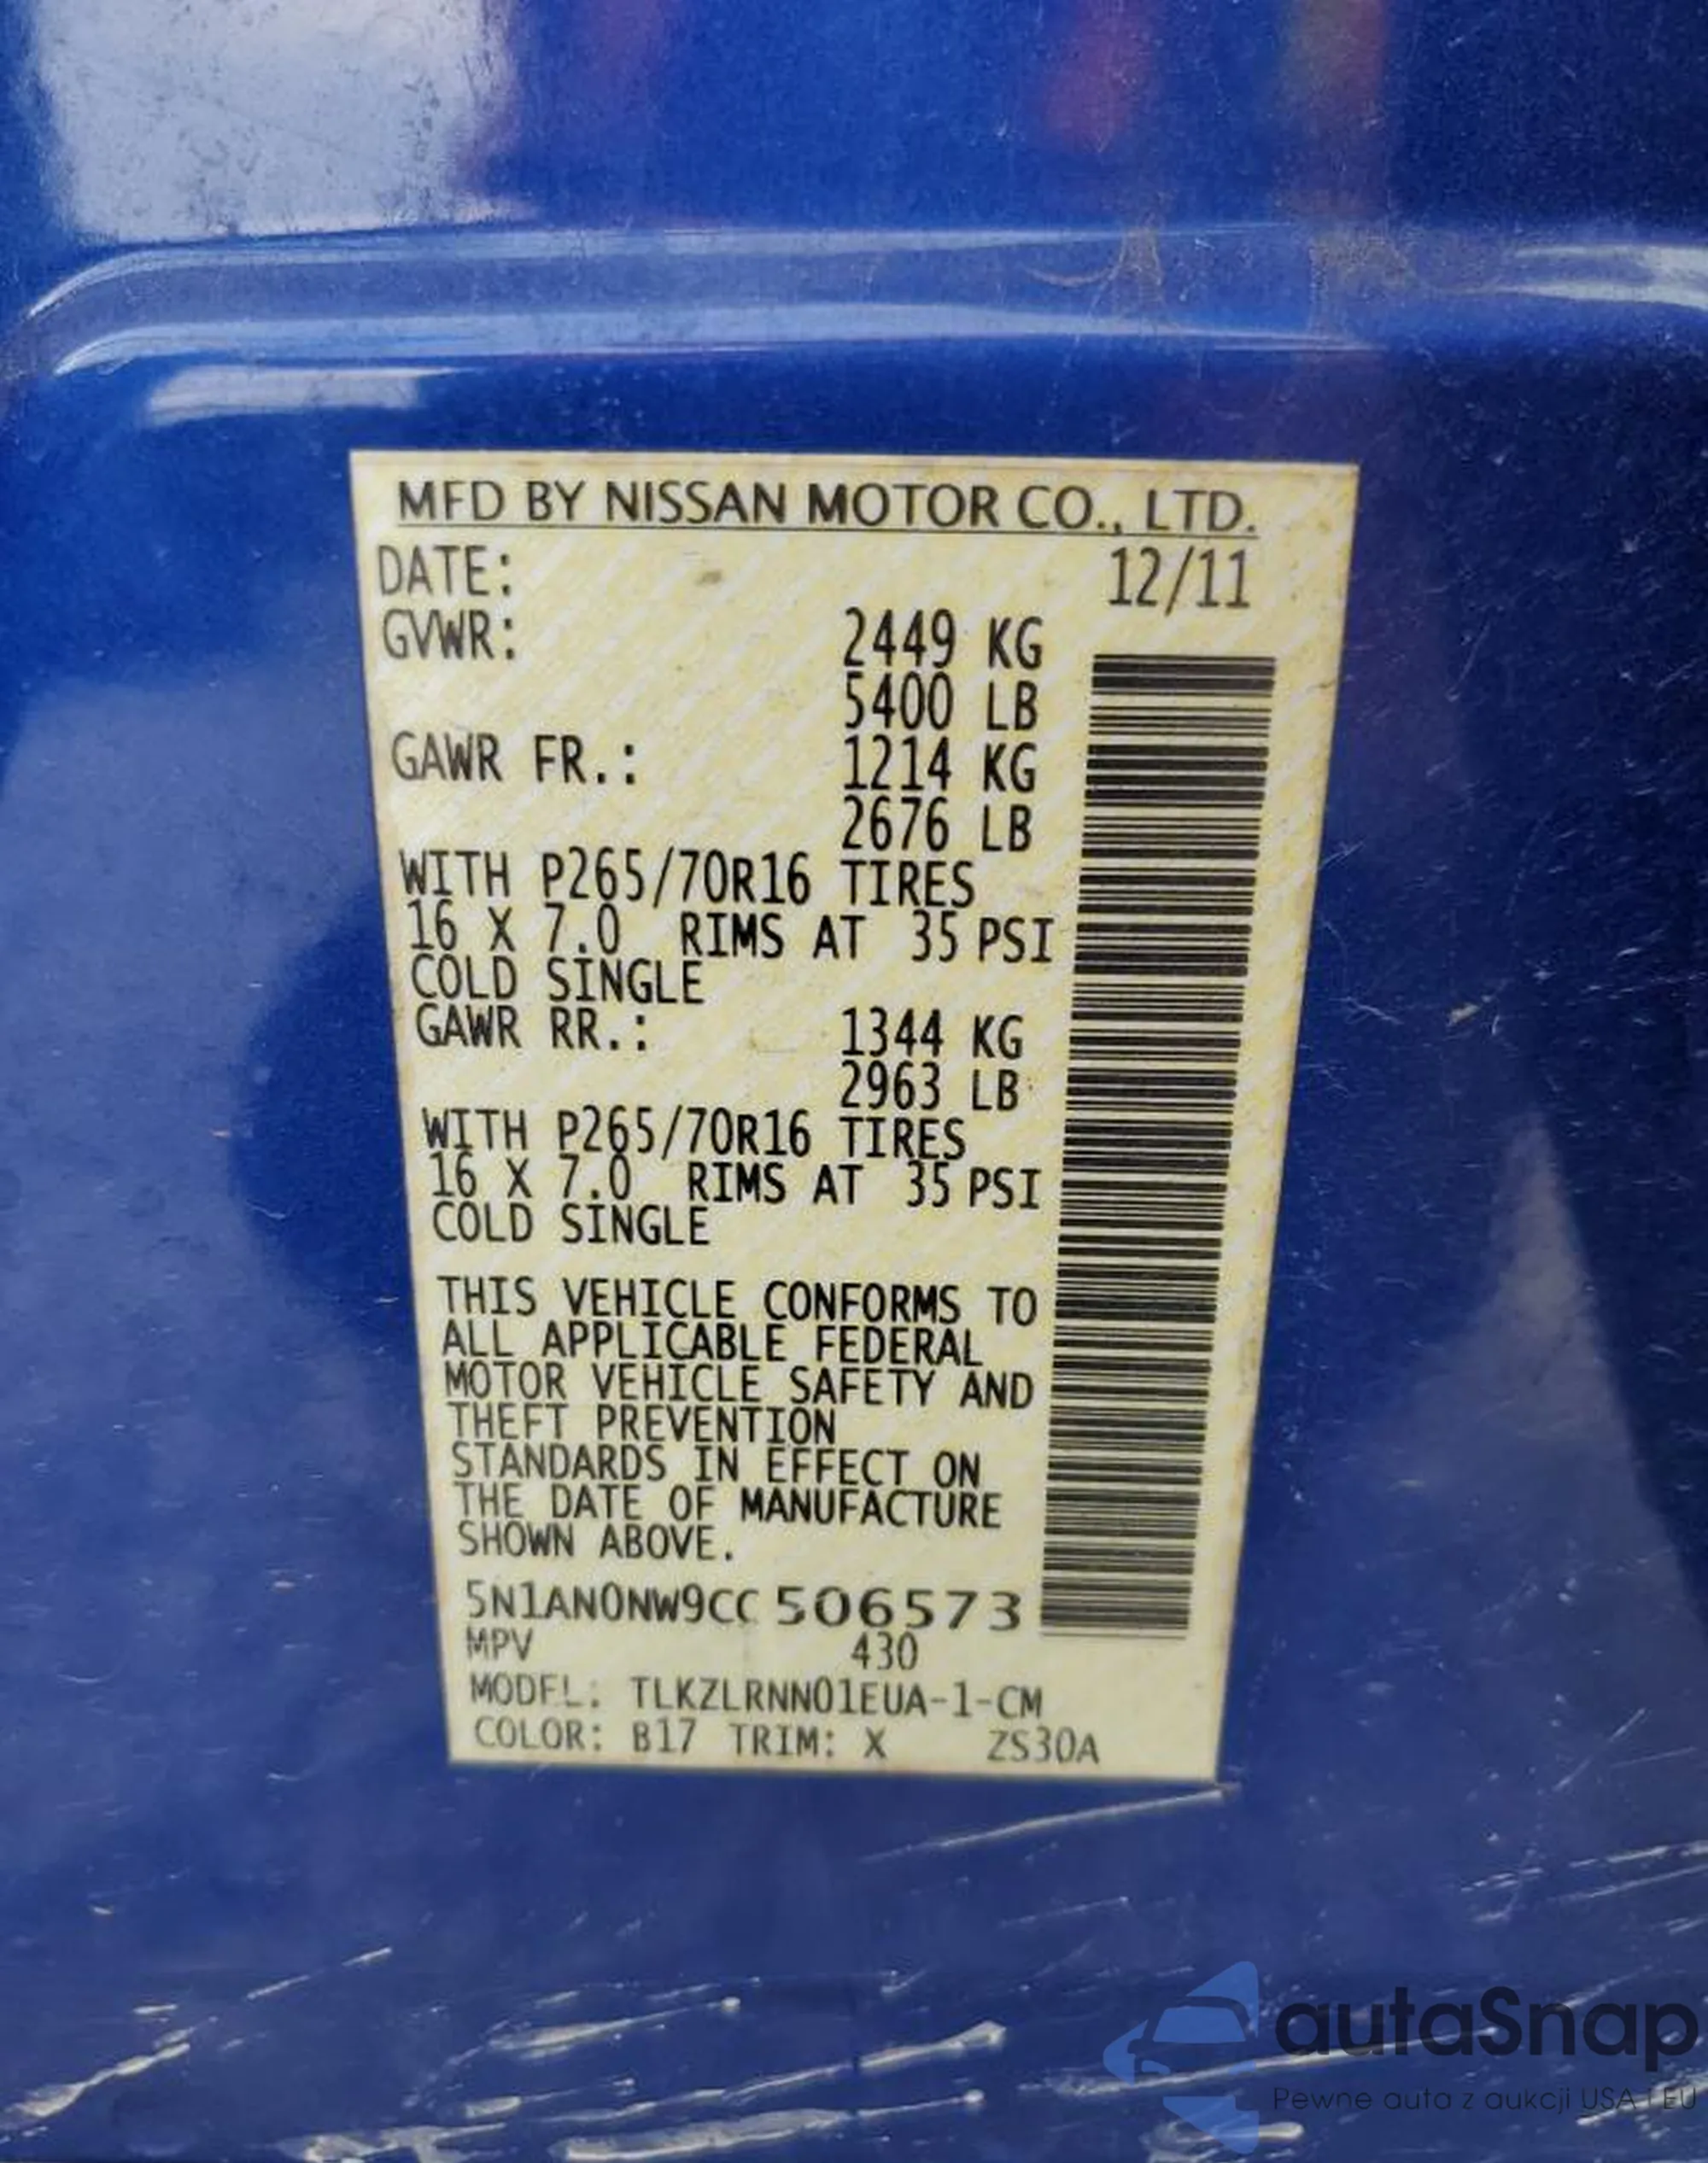 MFD BY NISSAN MOTOR CO., LTD.
DATE: 12/11
GVWR: 2449 KG
5400 LB
GAWR FR.: 1214 KG
2676 LB
WITH P265/70R16 TIRES
16 X 7.0 RIMS AT 35 PSI
COLD SINGLE
GAWR RR.: 1344 KG
2963 LB
WITH P265/70R16 TIRES
16 X 7.0 RIMS AT 35 PSI
COLD SINGLE
THIS VEHICLE CONFORMS TO
ALL APPLICABLE FEDERAL
MOTOR VEHICLE SAFETY AND
THEFT PREVENTION
STANDARDS IN EFFECT ON
THE DATE OF MANUFACTURE
SHOWN ABOVE.
5N1AN0NW9CC506573
MPV 430
MODEL: TLKZLRNN01EUA-1-CM
COLOR: B17 TRIM: X ZS30A
autaSnap
Pewne auta z aukcji USA i EU